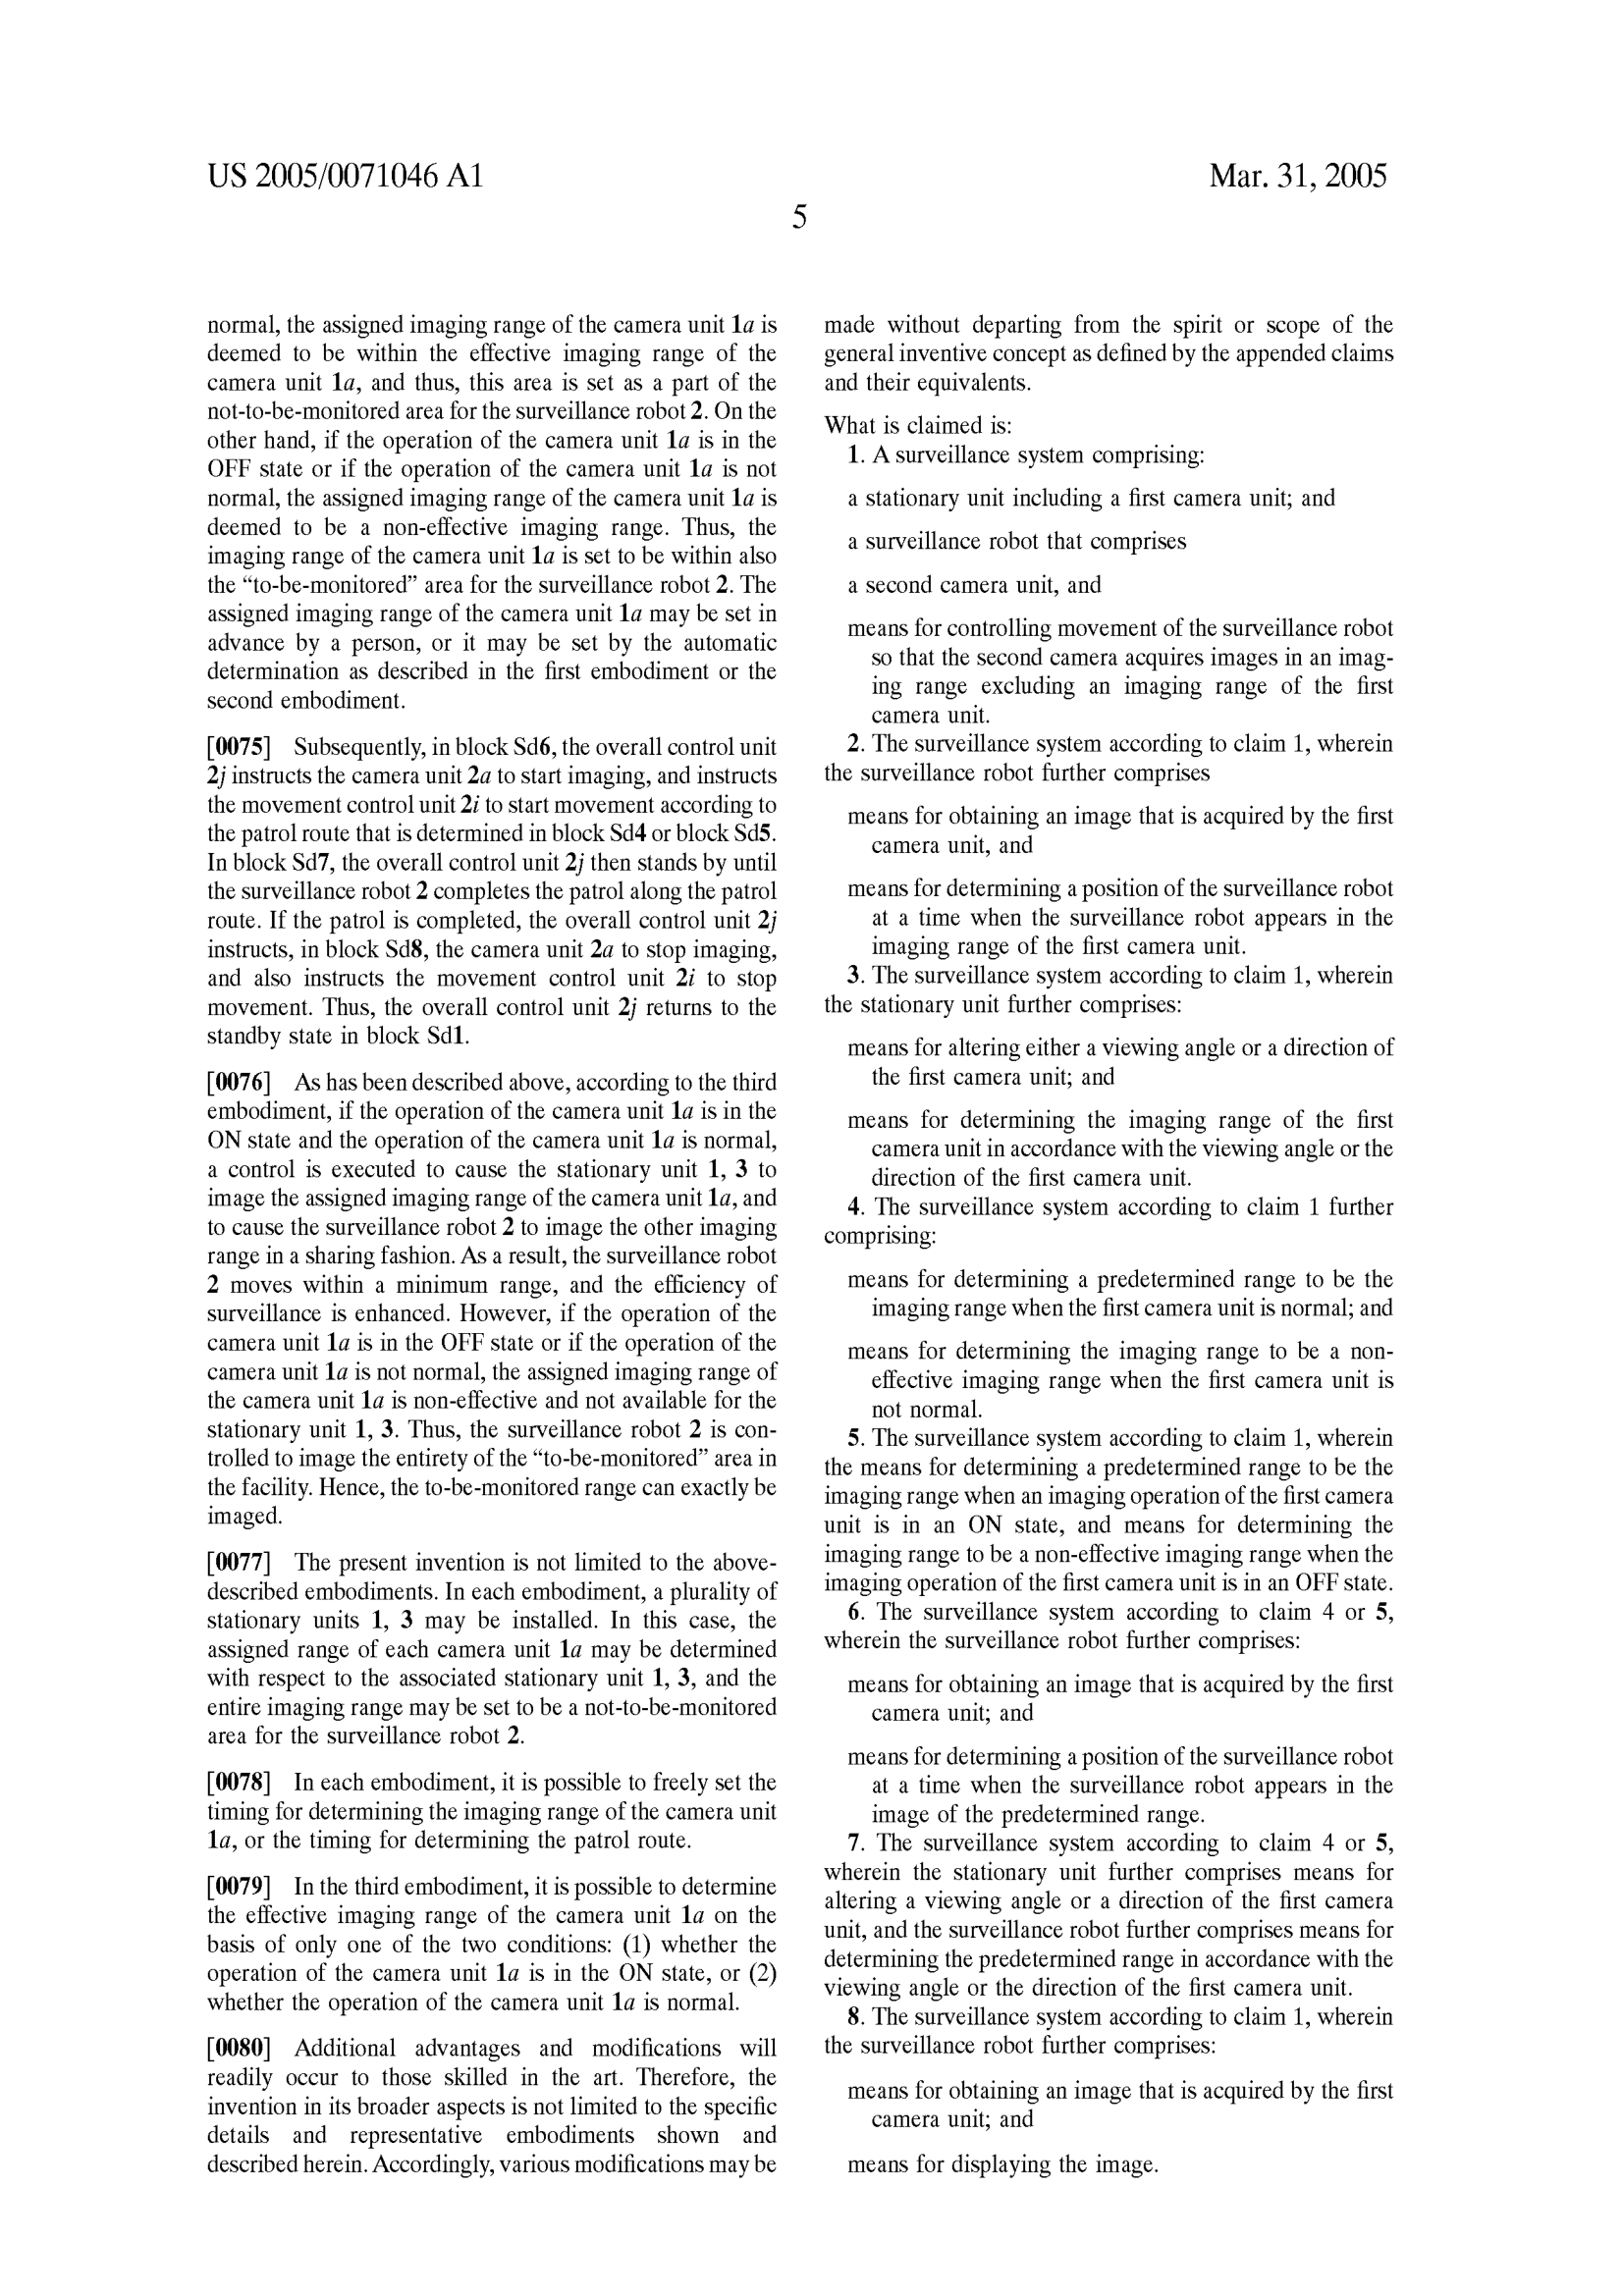 US 2005/0071046 A1
Mar. 31, 2005
5
normal, the assigned imaging range of the camera unit 1a is
deemed to be within the effective imaging range of the
camera unit 1a, and thus, this area is set as a part of the
not-to-be-monitored area for the surveillance robot 2. On the
other hand, if the operation of the camera unit 1a is in the
OFF state or if the operation of the camera unit 1a is not
normal, the assigned imaging range of the camera unit 1a is
deemed to be a non-effective imaging range. Thus, the
imaging range of the camera unit 1a is set to be within also
the “to-be-monitored” area for the surveillance robot 2. The
assigned imaging range of the camera unit 1a may be set in
advance by a person, or it may be set by the automatic
determination as described in the first embodiment or the
second embodiment.
[0075] Subsequently, in block Sd6, the overall control unit
2j instructs the camera unit 2a to start imaging, and instructs
the movement control unit 2i to start movement according to
the patrol route that is determined in block Sd4 or block Sd5.
In block Sd7, the overall control unit 2j then stands by until
the surveillance robot 2 completes the patrol along the patrol
route. If the patrol is completed, the overall control unit 2j
instructs, in block Sd8, the camera unit 2a to stop imaging,
and also instructs the movement control unit 2i to stop
movement. Thus, the overall control unit 2j returns to the
standby state in block Sd1.
[0076] As has been described above, according to the third
embodiment, if the operation of the camera unit 1a is in the
ON state and the operation of the camera unit 1a is normal,
a control is executed to cause the stationary unit 1, 3 to
image the assigned imaging range of the camera unit 1a, and
to cause the surveillance robot 2 to image the other imaging
range in a sharing fashion. As a result, the surveillance robot
2 moves within a minimum range, and the efficiency of
surveillance is enhanced. However, if the operation of the
camera unit 1a is in the OFF state or if the operation of the
camera unit 1a is not normal, the assigned imaging range of
the camera unit 1a is non-effective and not available for the
stationary unit 1, 3. Thus, the surveillance robot 2 is con-
trolled to image the entirety of the “to-be-monitored” area in
the facility. Hence, the to-be-monitored range can exactly be
imaged.
[0077] The present invention is not limited to the above-
described embodiments. In each embodiment, a plurality of
stationary units 1, 3 may be installed. In this case, the
assigned range of each camera unit 1a may be determined
with respect to the associated stationary unit 1, 3, and the
entire imaging range may be set to be a not-to-be-monitored
area for the surveillance robot 2.
[0078] In each embodiment, it is possible to freely set the
timing for determining the imaging range of the camera unit
1a, or the timing for determining the patrol route.
[0079] In the third embodiment, it is possible to determine
the effective imaging range of the camera unit 1a on the
basis of only one of the two conditions: (1) whether the
operation of the camera unit 1a is in the ON state, or (2)
whether the operation of the camera unit 1a is normal.
[0080] Additional advantages and modifications will
readily occur to those skilled in the art. Therefore, the
invention in its broader aspects is not limited to the specific
details and representative embodiments shown and
described herein. Accordingly, various modifications may be
made without departing from the spirit or scope of the
general inventive concept as defined by the appended claims
and their equivalents.
What is claimed is:
1. A surveillance system comprising:
a stationary unit including a first camera unit; and
a surveillance robot that comprises
a second camera unit, and
means for controlling movement of the surveillance robot
so that the second camera acquires images in an imag-
ing range excluding an imaging range of the first
camera unit.
2. The surveillance system according to claim 1, wherein
the surveillance robot further comprises
means for obtaining an image that is acquired by the first
camera unit, and
means for determining a position of the surveillance robot
at a time when the surveillance robot appears in the
imaging range of the first camera unit.
3. The surveillance system according to claim 1, wherein
the stationary unit further comprises:
means for altering either a viewing angle or a direction of
the first camera unit; and
means for determining the imaging range of the first
camera unit in accordance with the viewing angle or the
direction of the first camera unit.
4. The surveillance system according to claim 1 further
comprising:
means for determining a predetermined range to be the
imaging range when the first camera unit is normal; and
means for determining the imaging range to be a non-
effective imaging range when the first camera unit is
not normal.
5. The surveillance system according to claim 1, wherein
the means for determining a predetermined range to be the
imaging range when an imaging operation of the first camera
unit is in an ON state, and means for determining the
imaging range to be a non-effective imaging range when the
imaging operation of the first camera unit is in an OFF state.
6. The surveillance system according to claim 4 or 5,
wherein the surveillance robot further comprises:
means for obtaining an image that is acquired by the first
camera unit; and
means for determining a position of the surveillance robot
at a time when the surveillance robot appears in the
image of the predetermined range.
7. The surveillance system according to claim 4 or 5,
wherein the stationary unit further comprises means for
altering a viewing angle or a direction of the first camera
unit, and the surveillance robot further comprises means for
determining the predetermined range in accordance with the
viewing angle or the direction of the first camera unit.
8. The surveillance system according to claim 1, wherein
the surveillance robot further comprises:
means for obtaining an image that is acquired by the first
camera unit; and
means for displaying the image.